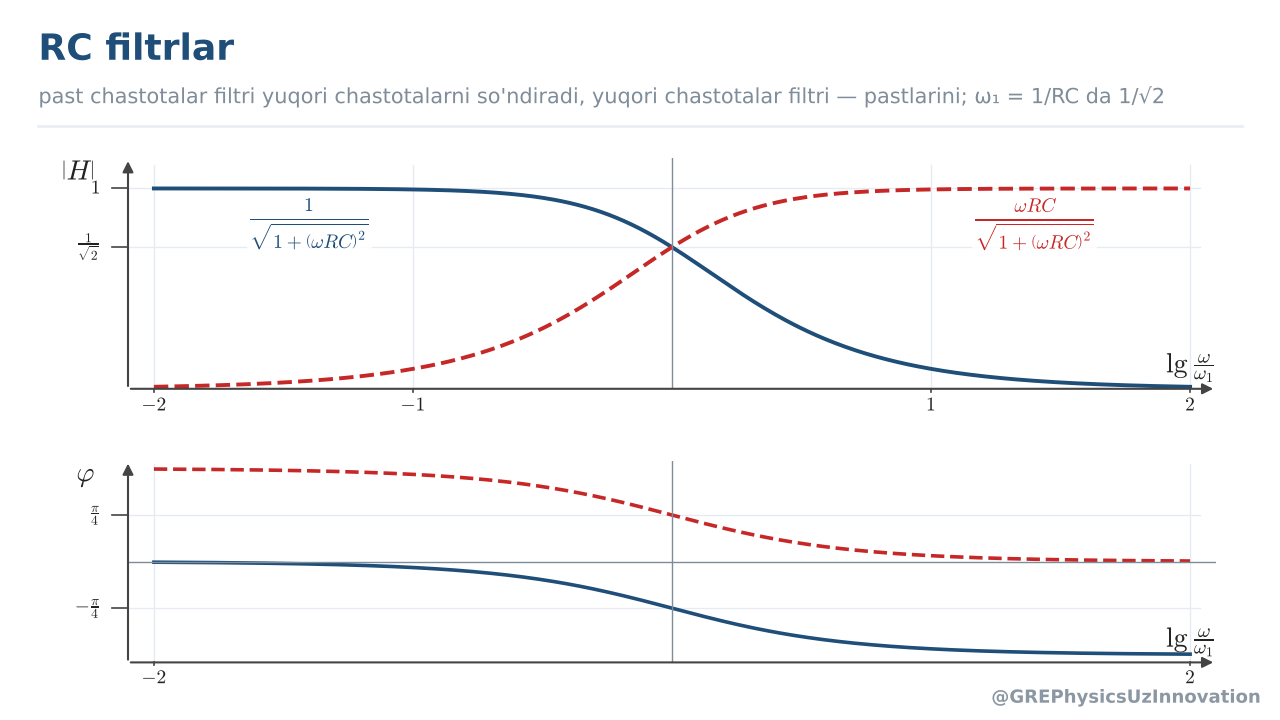 RC filtrlar
past chastotalar filtri yuqori chastotalarni so'ndiradi, yuqori chastotalar filtri — pastlarini; ω₁ = 1/RC da 1/√2
|H|
1
1/√2
1/√(1+(ωRC)²)
ωRC/√(1+(ωRC)²)
lg ω/ω₁
−2 −1 1 2
φ
π/4
−π/4
lg ω/ω₁
−2 2
@GREPhysicsUzInnovation